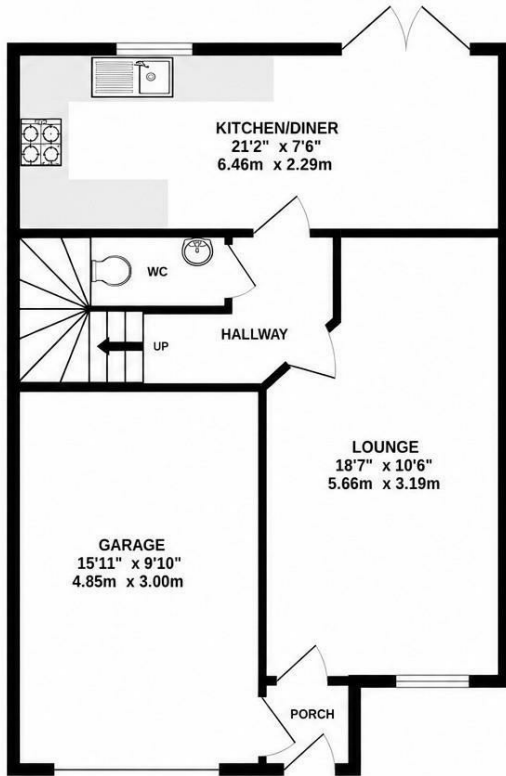 KITCHEN/DINER
21'2" x 7'6"
6.46m x 2.29m
WC
UP
HALLWAY
LOUNGE
18'7" x 10'6"
5.66m x 3.19m
GARAGE
15'11" x 9'10"
4.85m x 3.00m
PORCH